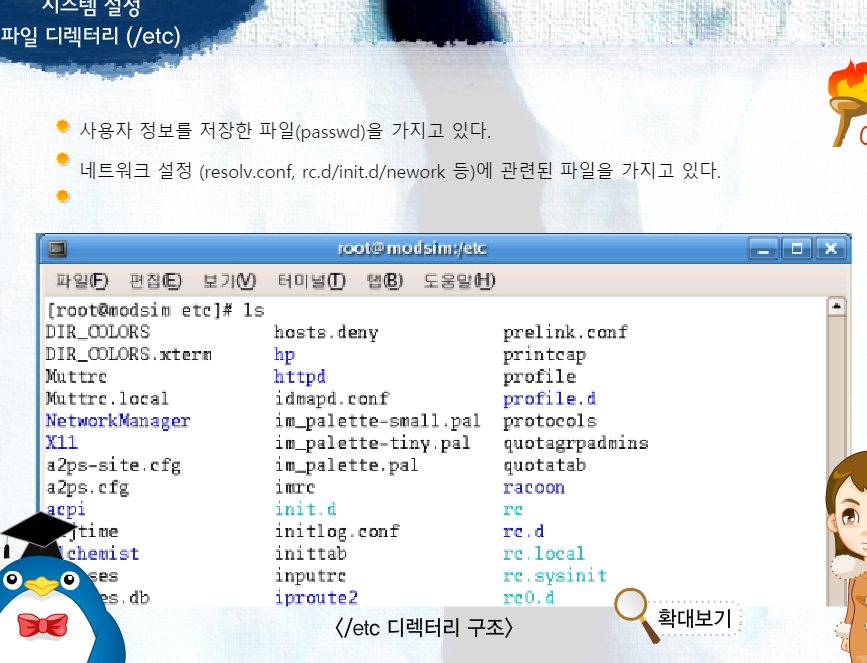 시스템 설정
파일 디렉터리 (/etc)
사용자 정보를 저장한 파일(passwd)을 가지고 있다.
네트워크 설정 (resolv.conf, rc.d/init.d/nework 등)에 관련된 파일을 가지고 있다.
root@modsim:/etc
파일(F) 편집(E) 보기(V) 터미널(T) 탭(B) 도움말(H)
[root@modsim etc]# ls
DIR_COLORS hosts.deny prelink.conf
DIR_COLORS.xterm hp printcap
Muttrc httpd profile
Muttrc.local idmapd.conf profile.d
NetworkManager im_palette-small.pal protocols
X11 im_palette-tiny.pal quotagrpadmins
a2ps-site.cfg im_palette.pal quotatab
a2ps.cfg imrc racoon
acpi init.d rc
jtime initlog.conf rc.d
lchemist inittab rc.local
ses inputrc rc.sysinit
es.db iproute2 rc0.d
〈/etc 디렉터리 구조〉
확대보기